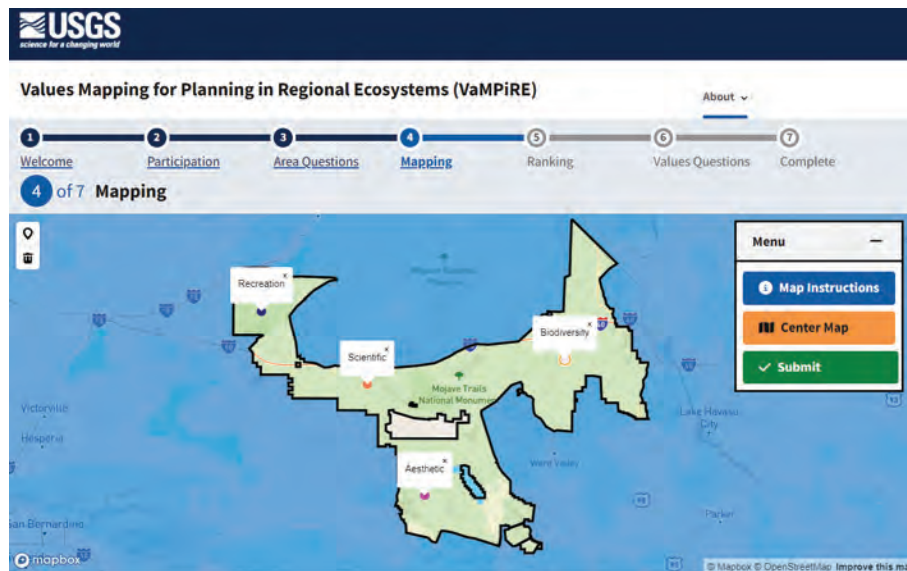 USGS
science for a changing world
Values Mapping for Planning in Regional Ecosystems (VaMPiRE)
About
1 2 3 4 5 6 7
Welcome Participation Area Questions Mapping Ranking Values Questions Complete
4 of 7 Mapping
Menu
Map Instructions
Center Map
Submit
Recreation
Biodiversity
Scientific
Mojave Trails
National Monument
Aesthetic
Victorville
Hesperia
Lake Havasu
City
Parker
San Bernardino
mapbox
© Mapbox © OpenStreetMap Improve this ma